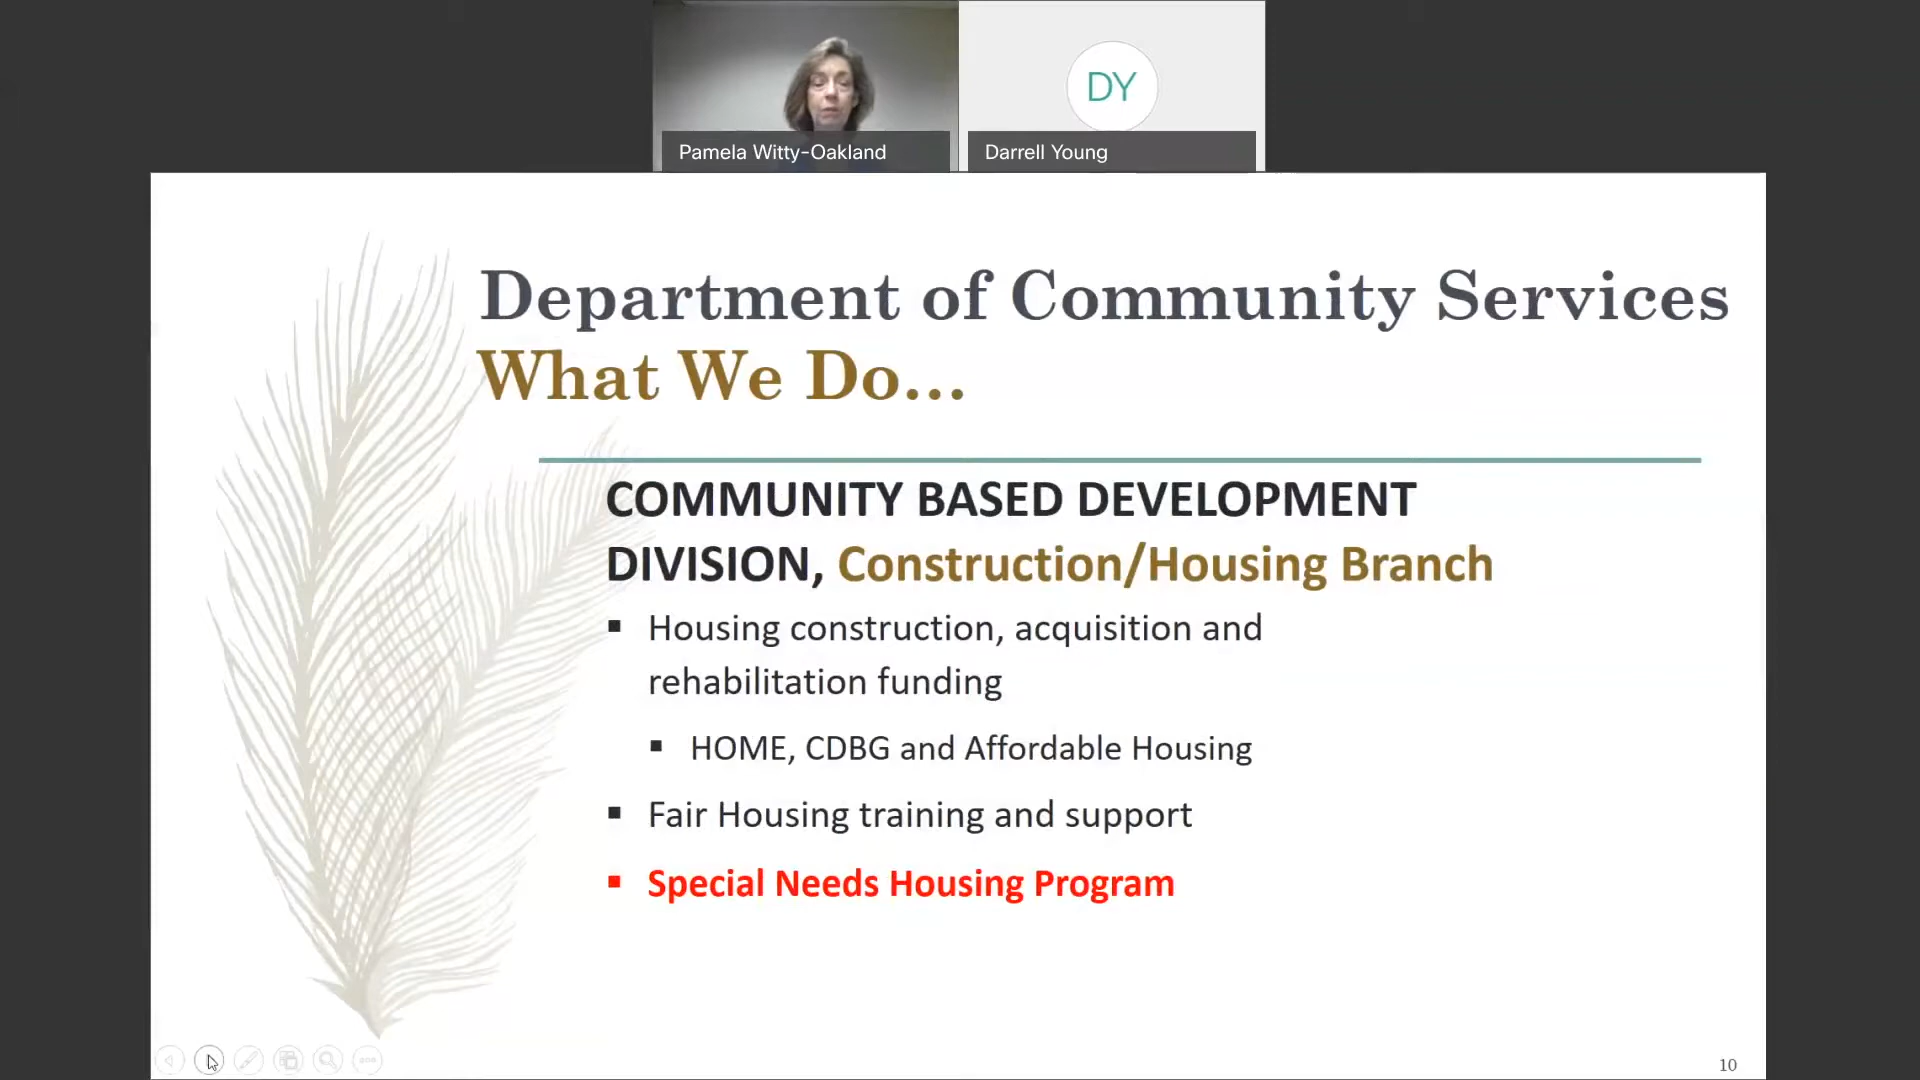 DY
Pamela Witty-Oakland
Darrell Young
Department of Community Services
What We Do...
COMMUNITY BASED DEVELOPMENT
DIVISION, Construction/Housing Branch
▪ Housing construction, acquisition and
rehabilitation funding
▪ HOME, CDBG and Affordable Housing
▪ Fair Housing training and support
▪ Special Needs Housing Program
10